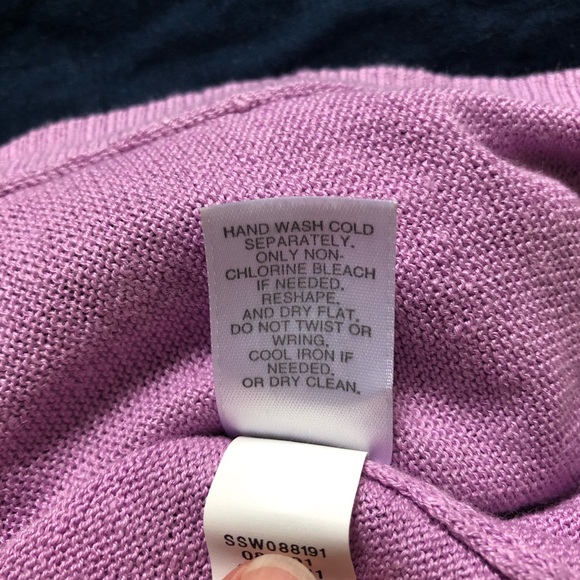 HAND WASH COLD
SEPARATELY.
ONLY NON-
CHLORINE BLEACH
IF NEEDED.
RESHAPE,
AND DRY FLAT.
DO NOT TWIST OR
WRING.
COOL IRON IF
NEEDED.
OR DRY CLEAN.
SSW088191